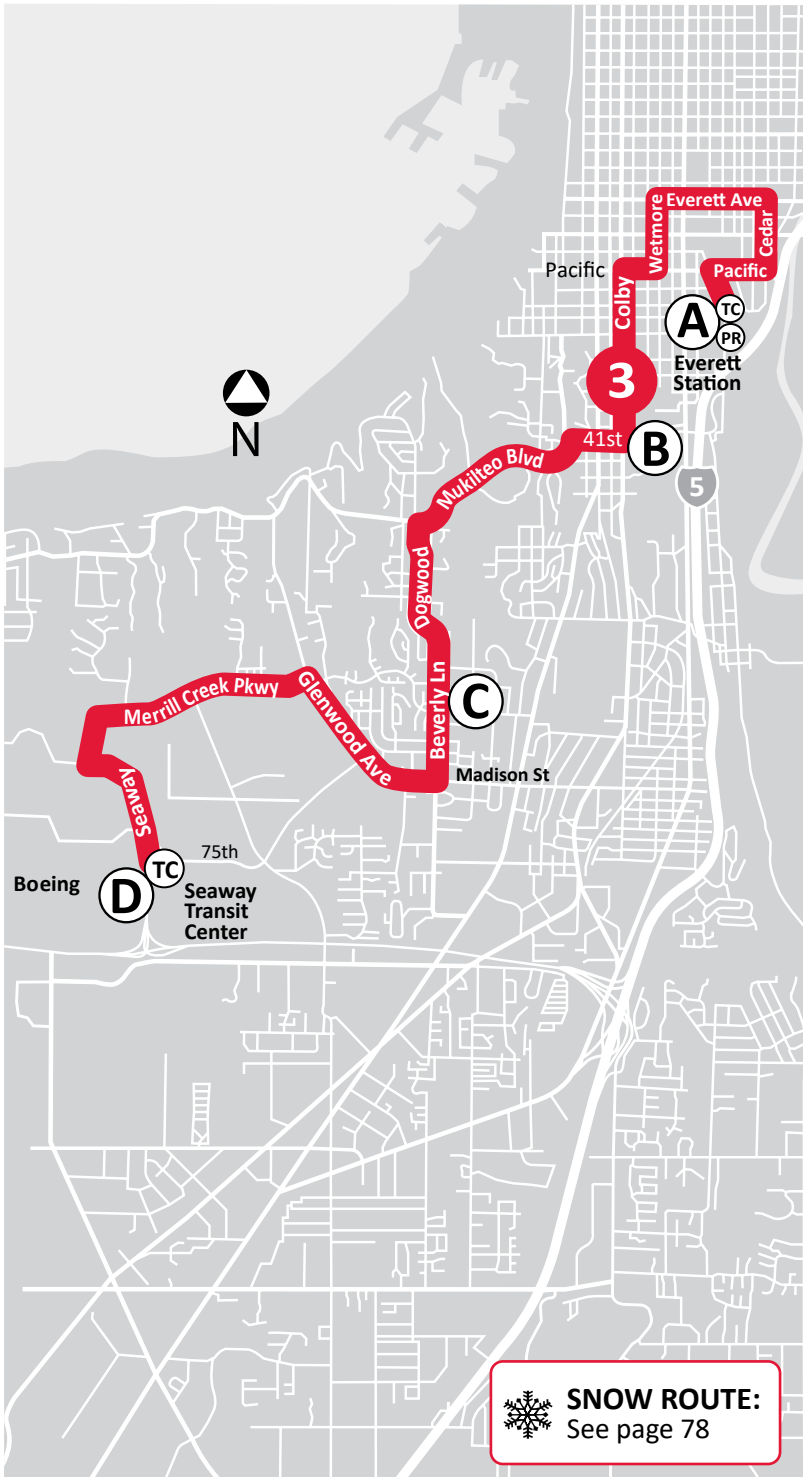 Everett Ave
Wetmore
Cedar
Pacific
Pacific
Colby
A
TC
PR
Everett
Station
3
N
41st
B
Mukilteo Blvd
5
Dogwood
Beverly Ln
C
Merrill Creek Pkwy
Glenwood Ave
Madison St
Seaway
75th
TC
Boeing
D
Seaway
Transit
Center
SNOW ROUTE:
See page 78